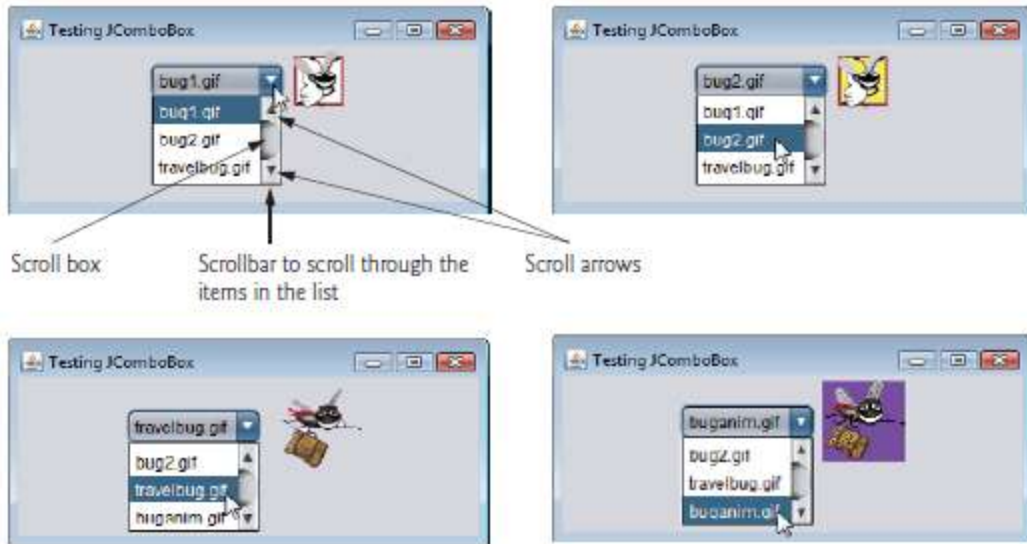 Testing JComboBox
bug1.gif
bug1.gif
bug2.gif
travelbug.gif
Testing JComboBox
bug2.gif
bug1.gif
bug2.gif
travelbug.gif
Scroll box
Scrollbar to scroll through the
items in the list
Scroll arrows
Testing JComboBox
travelbug.gif
bug2.gif
travelbug.gif
buganim.gif
Testing JComboBox
buganim.gif
bug2.gif
travelbug.gif
buganim.gif